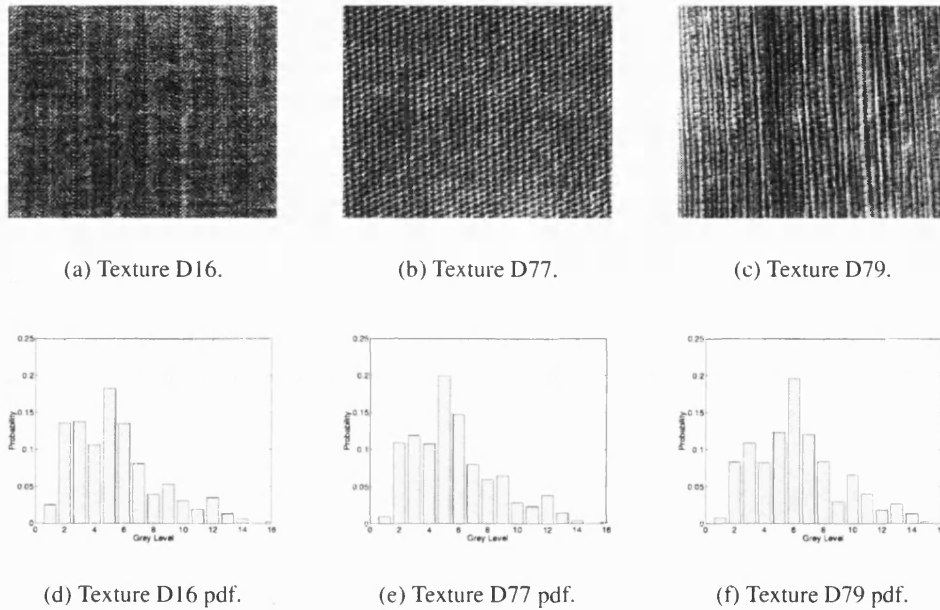 (a) Texture D16.
(b) Texture D77.
(c) Texture D79.
0.25
0.2
0.15
0.1
0.05
0
Probability
0 2 4 6 8 10 12 14 16
Grey Level
0.25
0.2
0.15
0.1
0.05
0
Probability
0 2 4 6 8 10 12 14 16
Grey Level
0.25
0.2
0.15
0.1
0.05
0
Probability
0 2 4 6 8 10 12 14 16
Grey Level
(d) Texture D16 pdf.
(e) Texture D77 pdf.
(f) Texture D79 pdf.